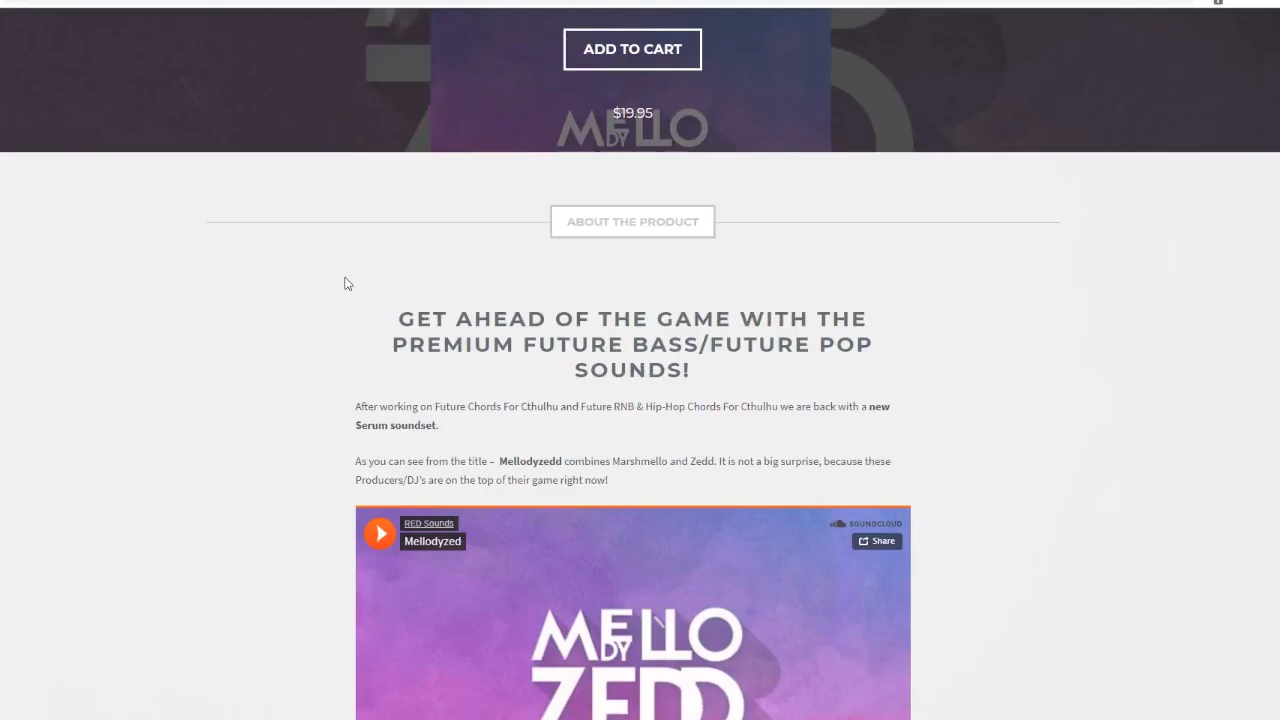 ADD TO CART
$19.95
MELLO
DY
ABOUT THE PRODUCT
GET AHEAD OF THE GAME WITH THE
PREMIUM FUTURE BASS/FUTURE POP
SOUNDS!
After working on Future Chords For Cthulhu and Future RNB & Hip-Hop Chords For Cthulhu we are back with a new
Serum soundset.
As you can see from the title – Mellodyzedd combines Marshmello and Zedd. It is not a big surprise, because these
Producers/DJ's are on the top of their game right now!
RED Sounds
SOUNDCLOUD
Mellodyzed
Share
MELLO
DY
ZEDD